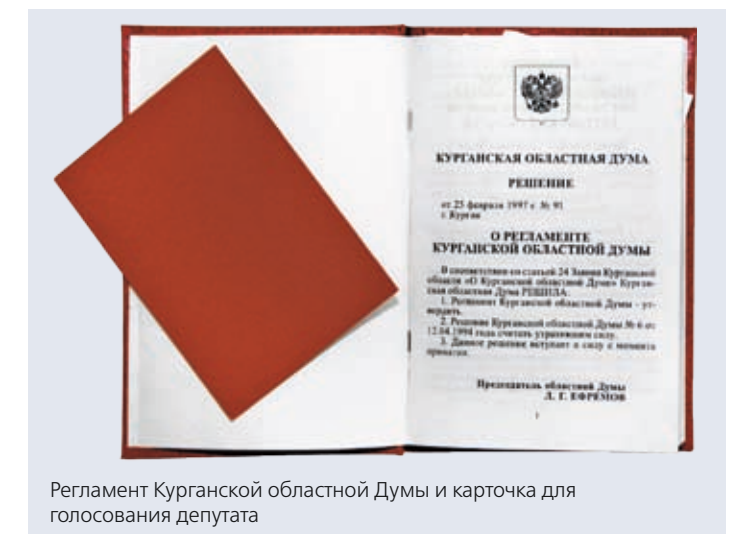 КУРГАНСКАЯ ОБЛАСТНАЯ ДУМА
РЕШЕНИЕ
от 25 февраля 1997 г. № 91
г. Курган
О РЕГЛАМЕНТЕ
КУРГАНСКОЙ ОБЛАСТНОЙ ДУМЫ
В соответствии со статьей 24 Закона Курганской
области «О Курганской областной Думе» Курган-
ская областная Дума РЕШИЛА:
1. Регламент Курганской областной Думы - ут-
вердить.
2. Решение Курганской областной Думы № 6 от
12.04.1994 года считать утратившим силу.
3. Данное решение вступает в силу с момента
принятия.
Председатель областной Думы
Л. Г. ЕФРЕМОВ
1
Регламент Курганской областной Думы и карточка для
голосования депутата